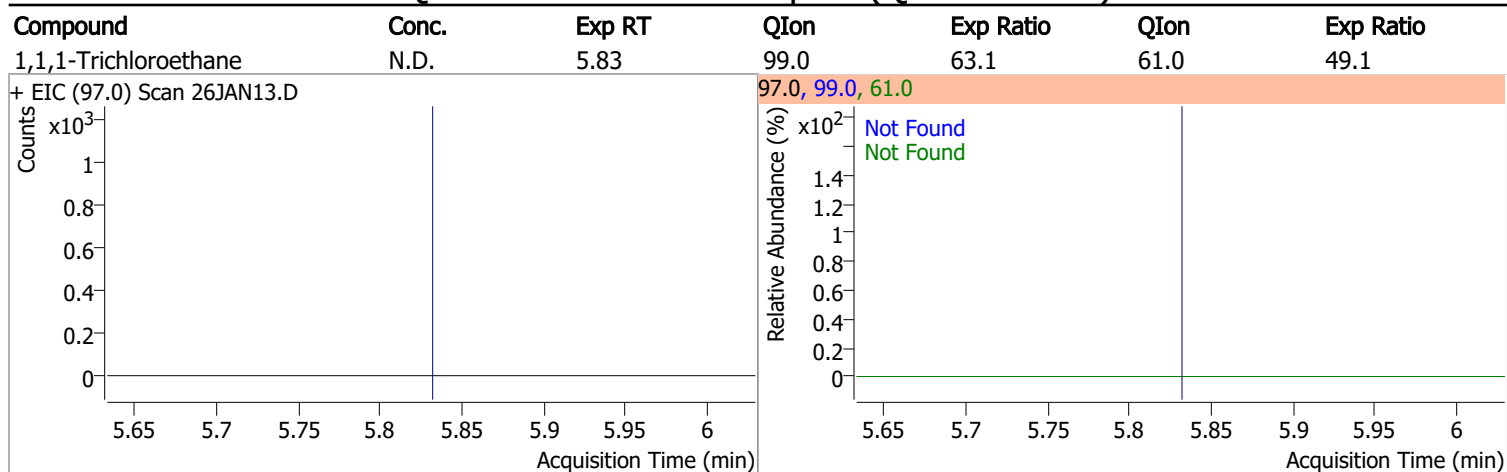 Compound Conc. Exp RT QIon Exp Ratio QIon Exp Ratio
1,1,1-Trichloroethane N.D. 5.83 99.0 63.1 61.0 49.1
+ EIC (97.0) Scan 26JAN13.D
Counts
x10³
1
0.8
0.6
0.4
0.2
0
5.65 5.7 5.75 5.8 5.85 5.9 5.95 6
Acquisition Time (min)
97.0, 99.0, 61.0
Relative Abundance (%)
x10²
Not Found
Not Found
1.4
1.2
1
0.8
0.6
0.4
0.2
0
5.65 5.7 5.75 5.8 5.85 5.9 5.95 6
Acquisition Time (min)